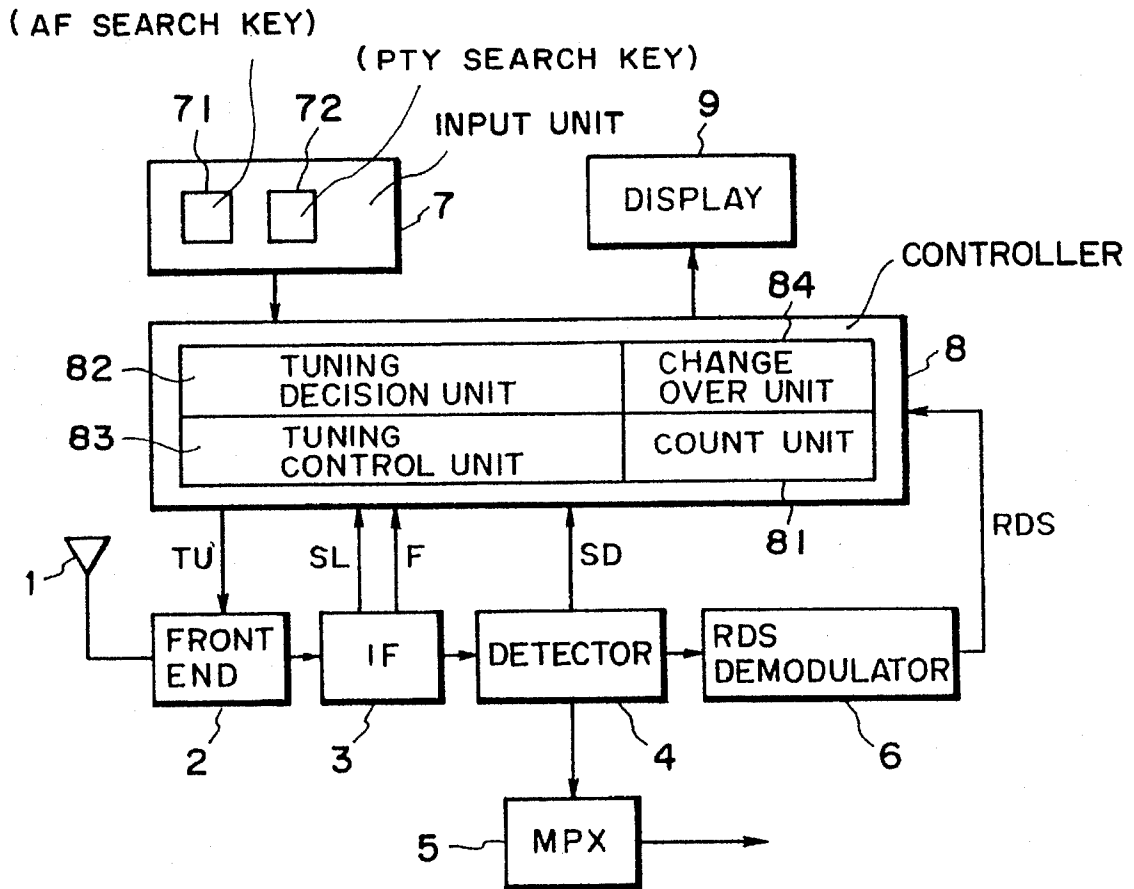 (AF SEARCH KEY)
(PTY SEARCH KEY)
71
72
INPUT UNIT
9
7
DISPLAY
CONTROLLER
84
82
TUNING
DECISION UNIT
CHANGE
OVER UNIT
8
83
TUNING
CONTROL UNIT
COUNT UNIT
81
RDS
1
TU
SL
F
SD
FRONT
END
IF
DETECTOR
RDS
DEMODULATOR
2
3
4
6
5
MPX